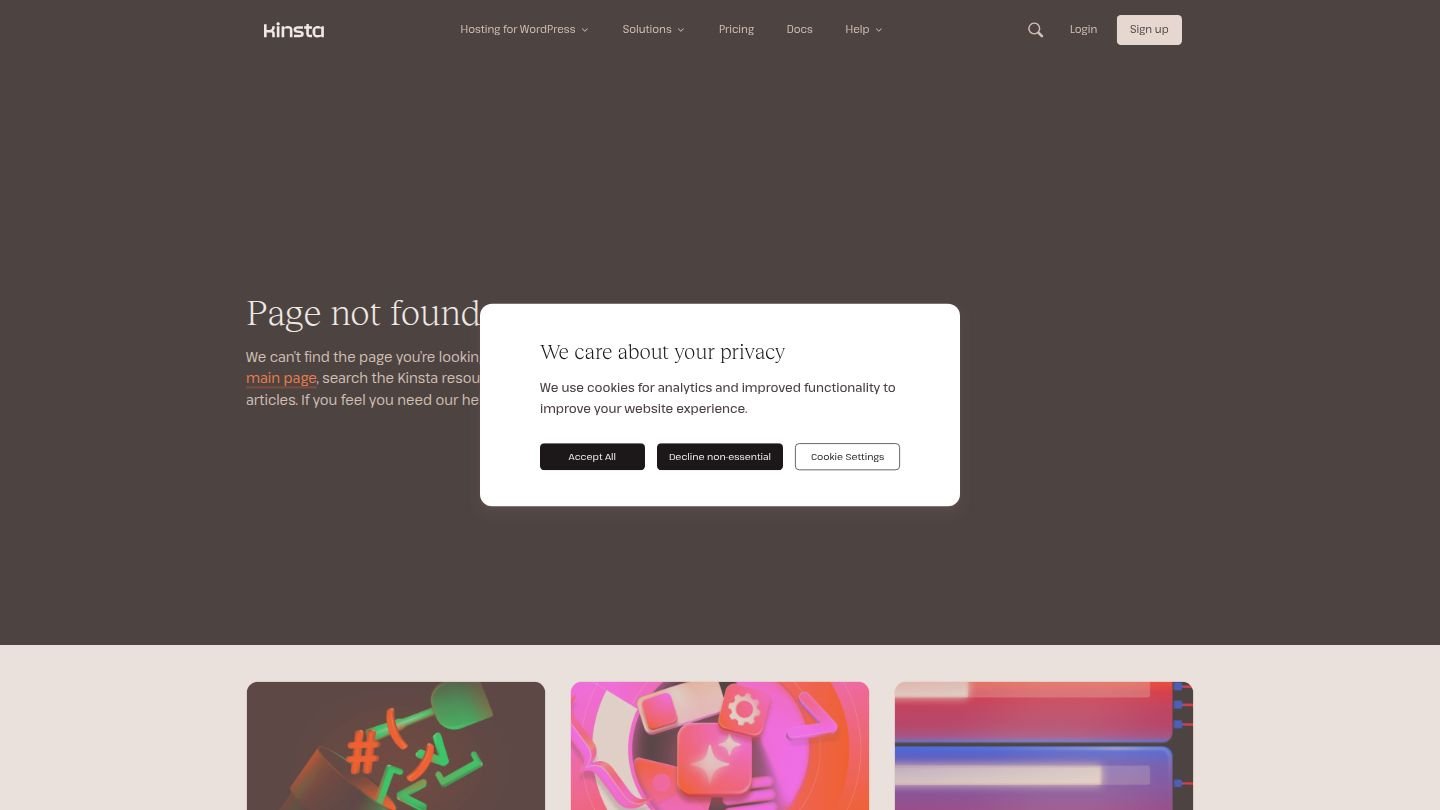 Kinsta
Hosting for WordPress
Solutions
Pricing
Docs
Help
Login
Sign up
Page not found
We can't find the page you're lookin
main page, search the Kinsta resou
articles. If you feel you need our he
We care about your privacy
We use cookies for analytics and improved functionality to
improve your website experience.
Accept All
Decline non-essential
Cookie Settings